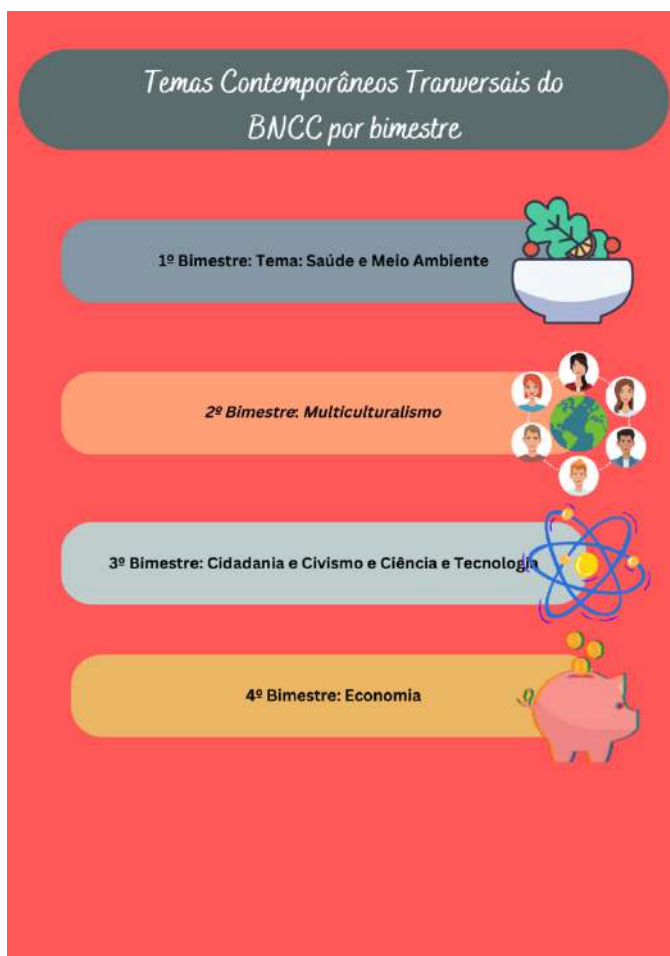 Temas Contemporâneos Tranversais do
BNCC por bimestre
1º Bimestre: Tema: Saúde e Meio Ambiente
2º Bimestre: Multiculturalismo
3º Bimestre: Cidadania e Civismo e Ciência e Tecnologia
4º Bimestre: Economia